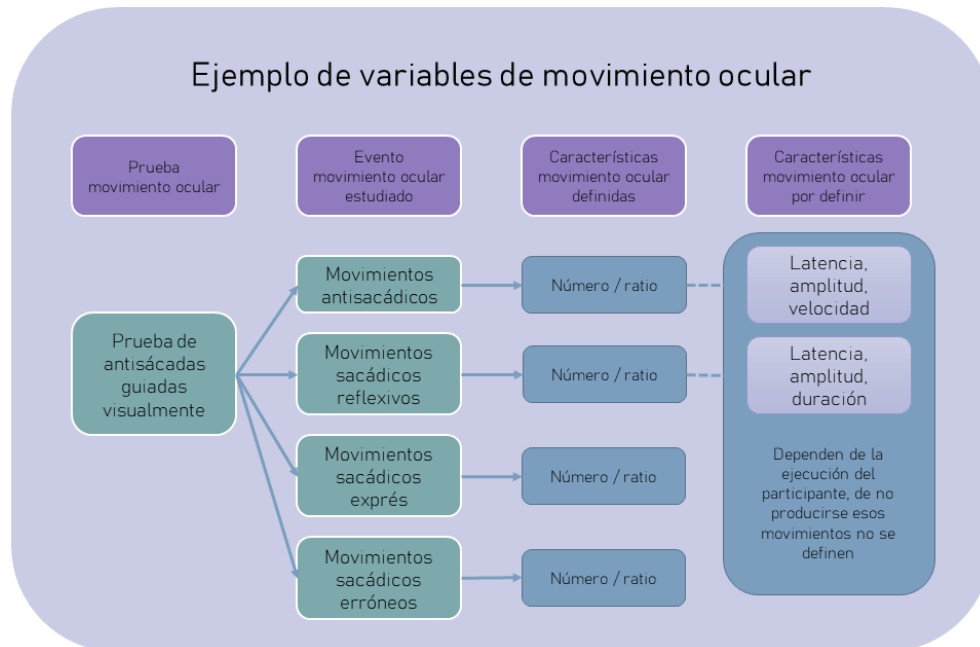 Ejemplo de variables de movimiento ocular
Prueba
movimiento ocular
Evento
movimiento ocular
estudiado
Características
movimiento ocular
definidas
Características
movimiento ocular
por definir
Prueba de
antisácadas
guiadas
visualmente
Movimientos
antisacádicos
Número / ratio
Latencia,
amplitud,
velocidad
Movimientos
sacádicos
reflexivos
Número / ratio
Latencia,
amplitud,
duración
Movimientos
sacádicos
exprés
Número / ratio
Dependen de la
ejecución del
participante, de no
producirse esos
movimientos no se
definen
Movimientos
sacádicos
erróneos
Número / ratio